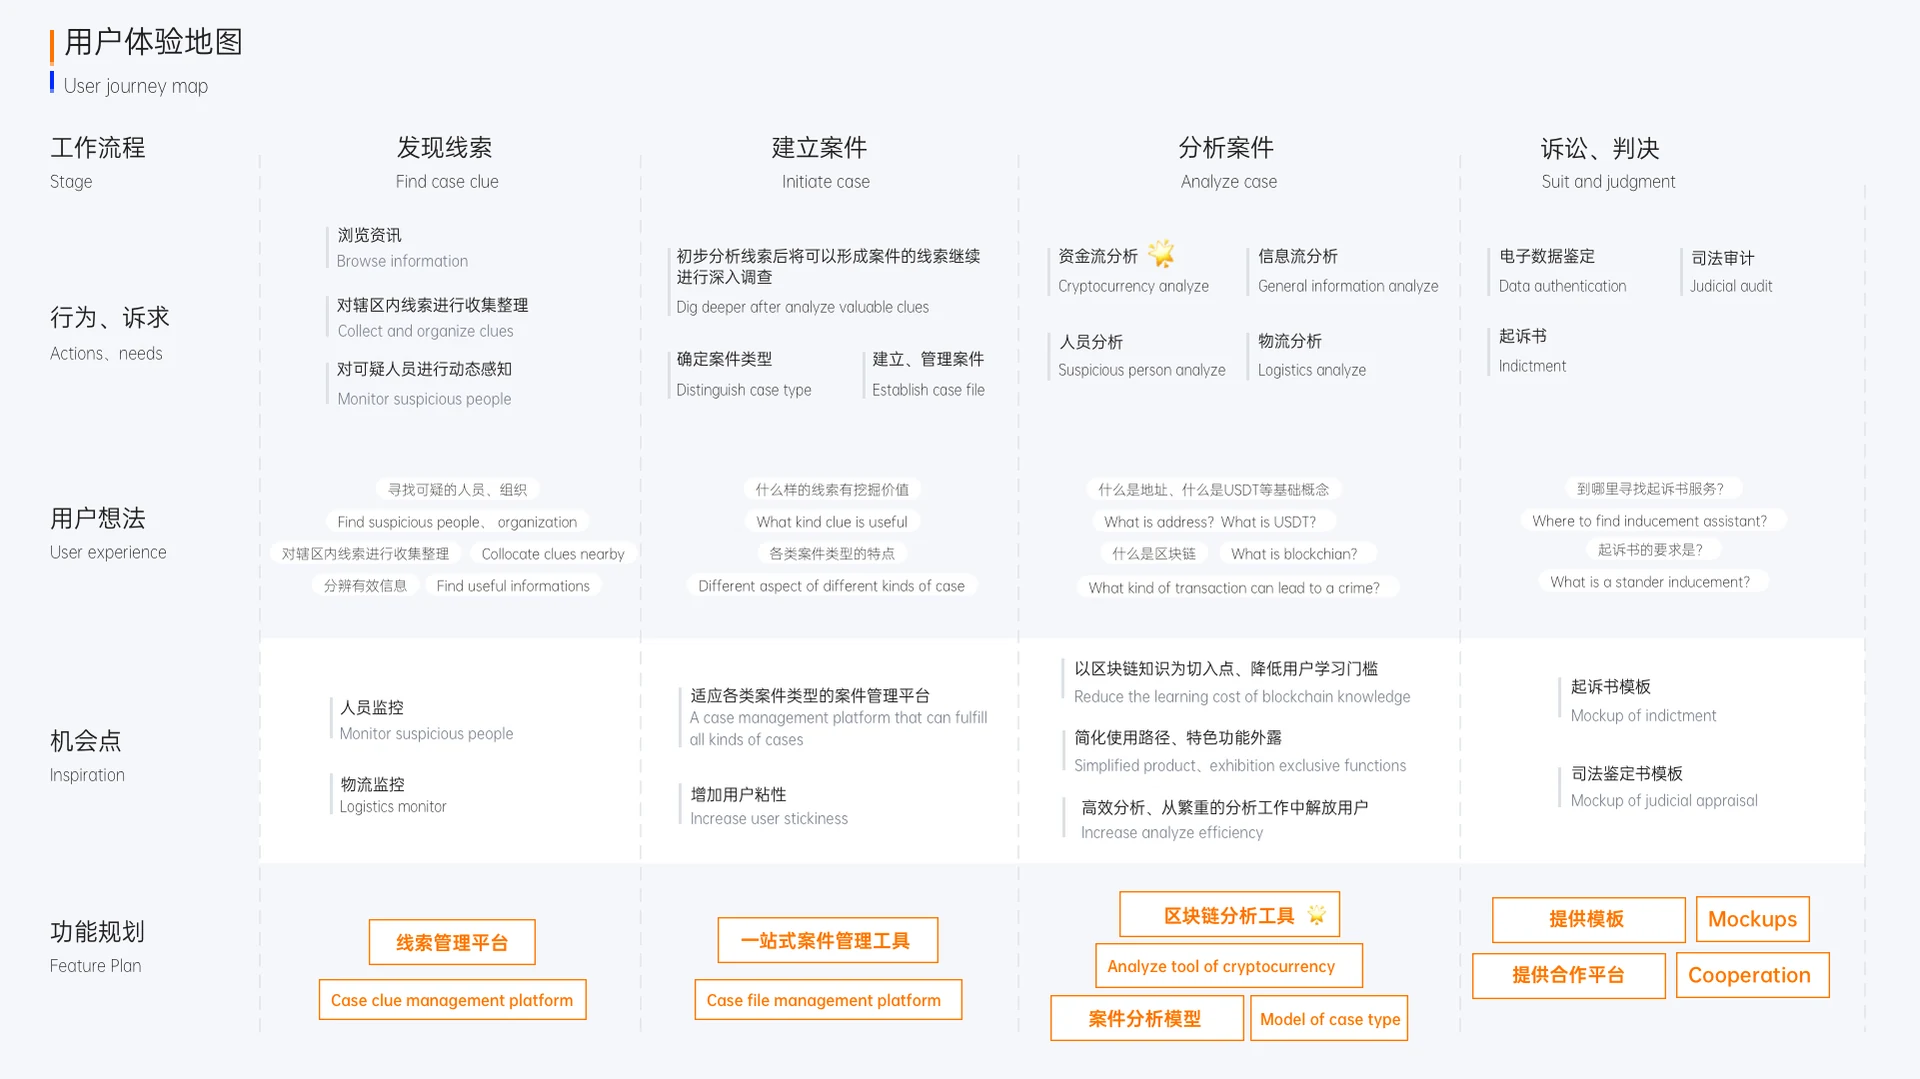 用户体验地图
User journey map
工作流程
Stage
发现线索
Find case clue
建立案件
Initiate case
分析案件
Analyze case
诉讼、判决
Suit and judgment
行为、诉求
Actions、needs
浏览资讯
Browse information
对辖区内线索进行收集整理
Collect and organize clues
对可疑人员进行动态感知
Monitor suspicious people
初步分析线索后将可以形成案件的线索继续
进行深入调查
Dig deeper after analyze valuable clues
确定案件类型
Distinguish case type
建立、管理案件
Establish case file
资金流分析
Cryptocurrency analyze
信息流分析
General information analyze
人员分析
Suspicious person analyze
物流分析
Logistics analyze
电子数据鉴定
Data authentication
司法审计
Judicial audit
起诉书
Indictment
用户想法
User experience
寻找可疑的人员、组织
Find suspicious people、 organization
对辖区内线索进行收集整理
Collocate clues nearby
分辨有效信息
Find useful informations
什么样的线索有挖掘价值
What kind clue is useful
各类案件类型的特点
Different aspect of different kinds of case
什么是地址、什么是USDT等基础概念
What is address? What is USDT?
什么是区块链
What is blockchian?
What kind of transaction can lead to a crime?
到哪里寻找起诉书服务?
Where to find inducement assistant?
起诉书的要求是?
What is a stander inducement?
机会点
Inspiration
人员监控
Monitor suspicious people
物流监控
Logistics monitor
适应各类案件类型的案件管理平台
A case management platform that can fulfill
all kinds of cases
增加用户粘性
Increase user stickiness
以区块链知识为切入点、降低用户学习门槛
Reduce the learning cost of blockchain knowledge
简化使用路径、特色功能外露
Simplified product、exhibition exclusive functions
高效分析、从繁重的分析工作中解放用户
Increase analyze efficiency
起诉书模板
Mockup of indictment
司法鉴定书模板
Mockup of judicial appraisal
功能规划
Feature Plan
线索管理平台
Case clue management platform
一站式案件管理工具
Case file management platform
区块链分析工具
Analyze tool of cryptocurrency
案件分析模型
Model of case type
提供模板
Mockups
提供合作平台
Cooperation